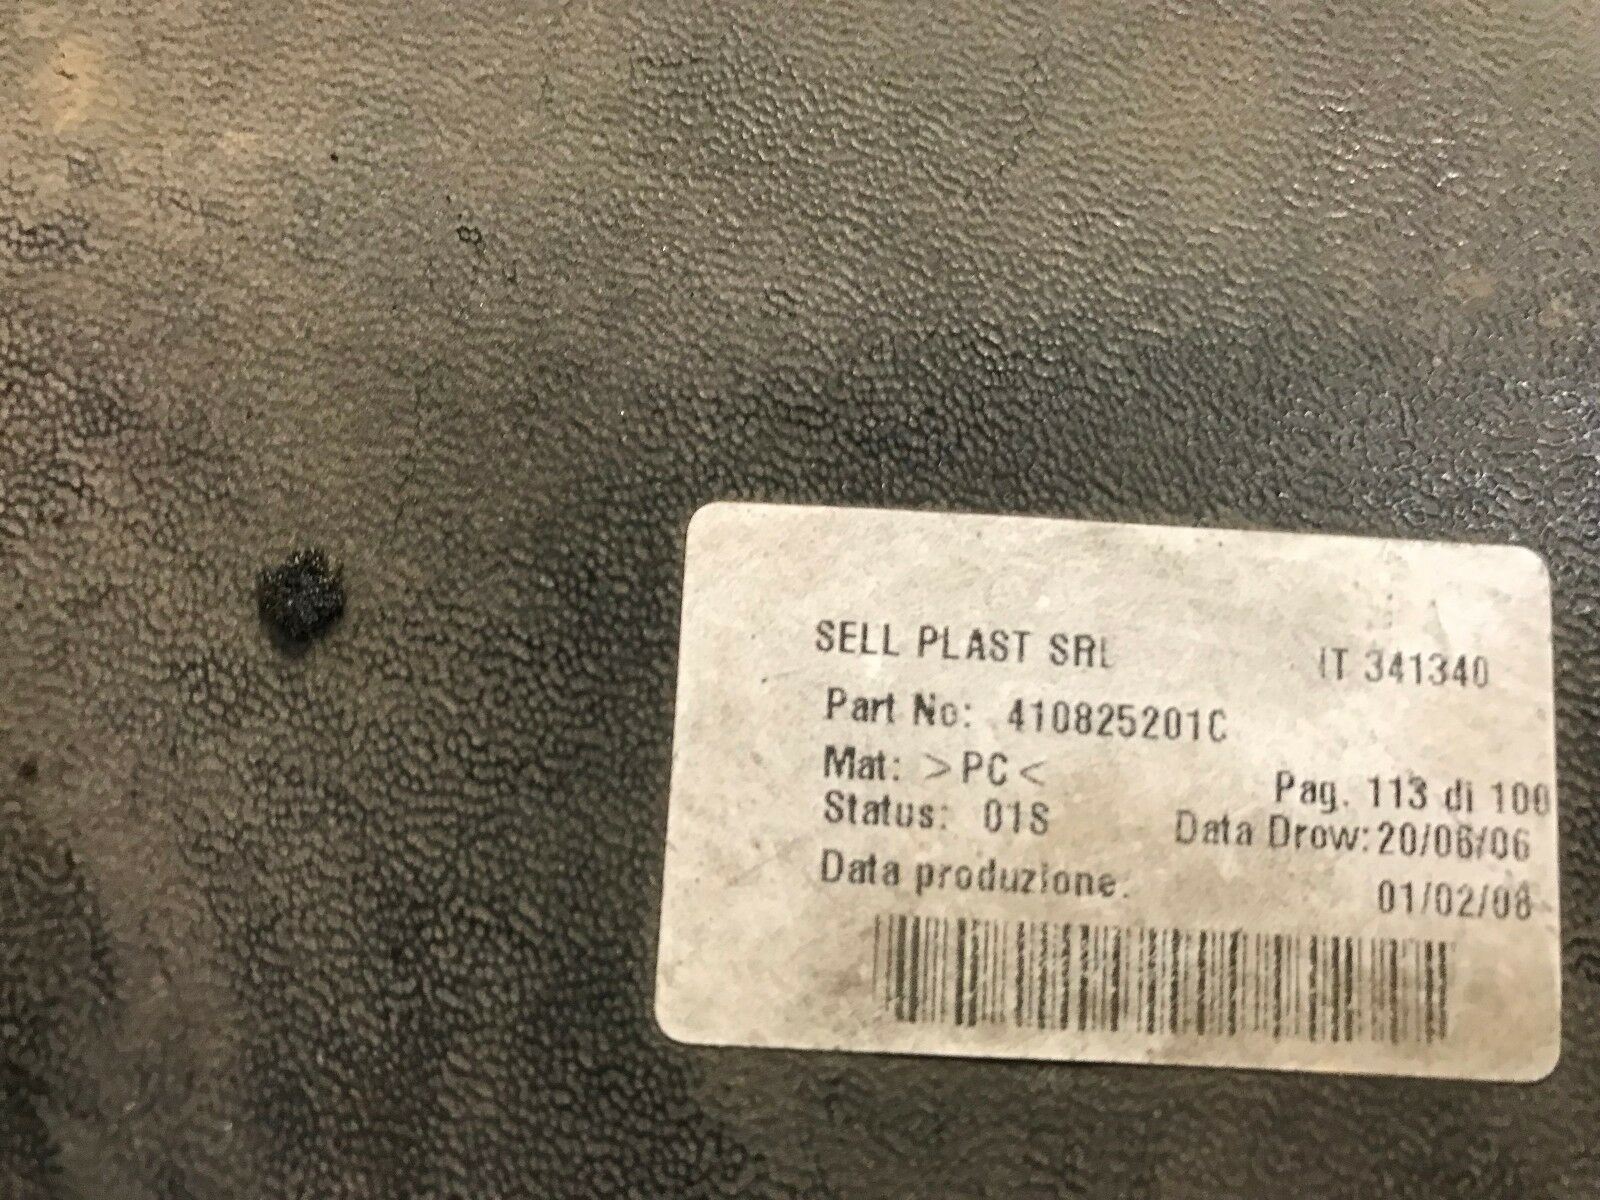 SELL PLAST SRL IT 341340
Part No: 410825201C
Mat: >PC<
Pag. 113 di 100
Status: 01S
Data Drow: 20/06/06
Data produzione: 01/02/08